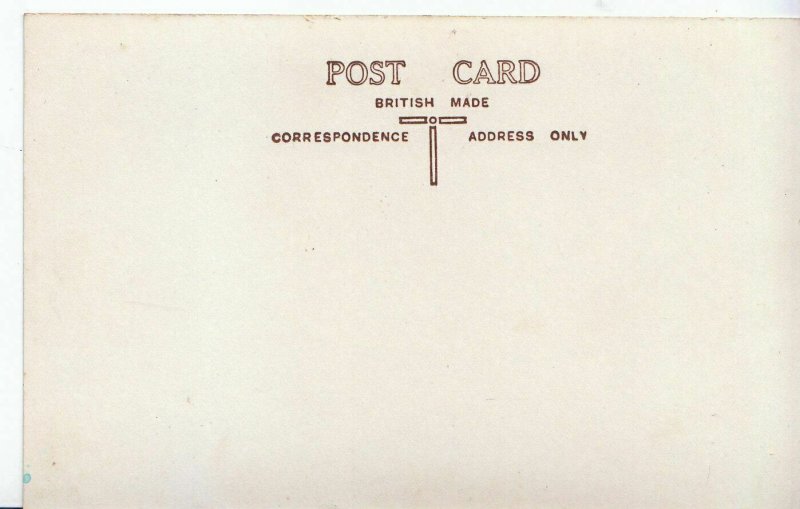 POST CARD
BRITISH MADE
CORRESPONDENCE ADDRESS ONLY